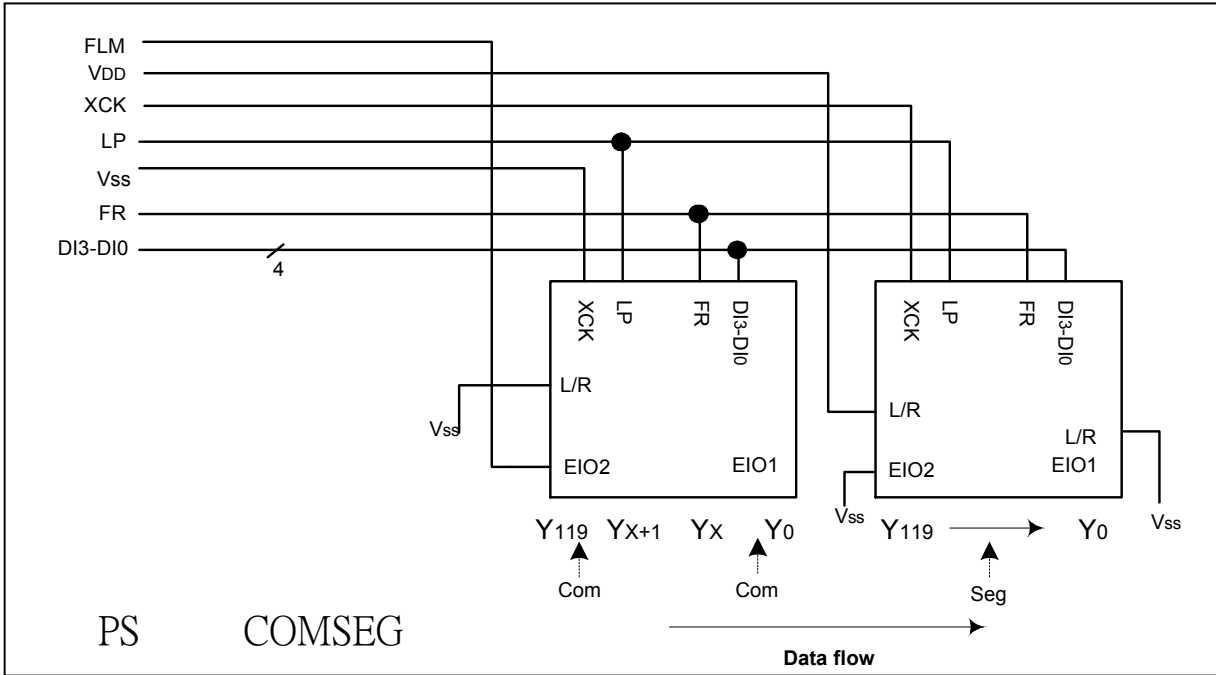 FLM
VDD
XCK
LP
Vss
FR
DI3-DI0
4
XCK LP FR DI3-DI0
XCK LP FR DI3-DI0
L/R
Vss
EIO2 EIO1
L/R
L/R
EIO2 EIO1
Vss
Vss
Y119 YX+1 YX Y0
Y119 Y0
Com Com Seg
PS COMSEG
Data flow